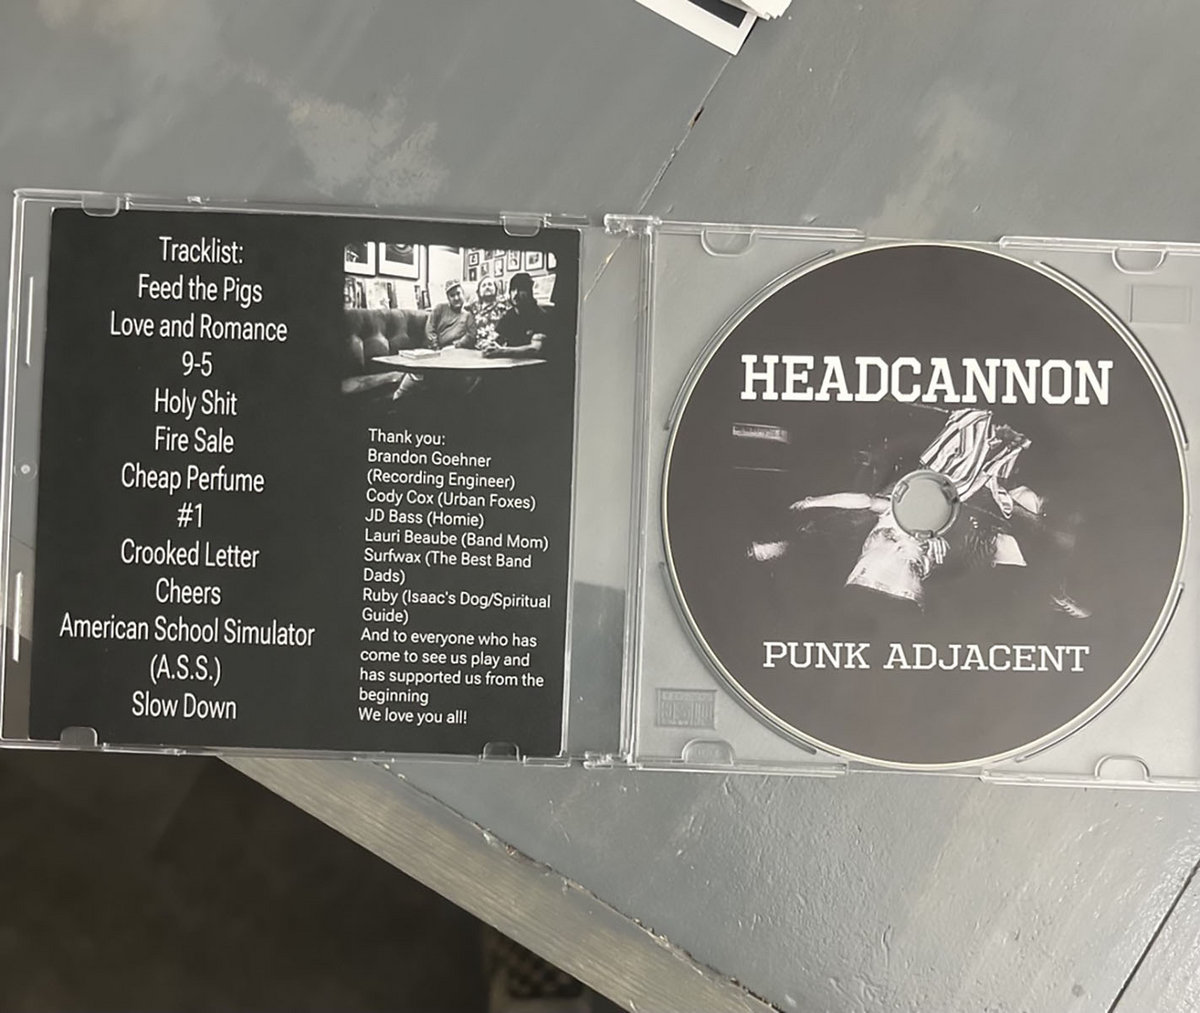 Tracklist:
Feed the Pigs
Love and Romance
9-5
Holy Shit
Fire Sale
Cheap Perfume
#1
Crooked Letter
Cheers
American School Simulator
(A.S.S.)
Slow Down
Thank you:
Brandon Goehner
(Recording Engineer)
Cody Cox (Urban Foxes)
JD Bass (Homie)
Lauri Beaube (Band Mom)
Surfwax (The Best Band
Dads)
Ruby (Isaac's Dog/Spiritual
Guide)
And to everyone who has
come to see us play and
has supported us from the
beginning
We love you all!
HEADCANNON
PUNK ADJACENT